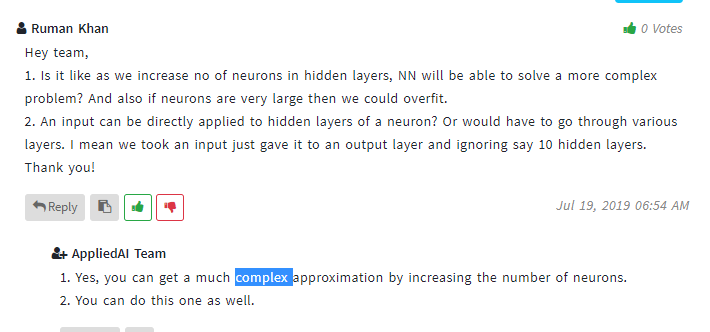 Ruman Khan 0 Votes
Hey team,
1. Is it like as we increase no of neurons in hidden layers, NN will be able to solve a more complex
problem? And also if neurons are very large then we could overfit.
2. An input can be directly applied to hidden layers of a neuron? Or would have to go through various
layers. I mean we took an input just gave it to an output layer and ignoring say 10 hidden layers.
Thank you!
Reply Jul 19, 2019 06:54 AM
AppliedAI Team
1. Yes, you can get a much complex approximation by increasing the number of neurons.
2. You can do this one as well.